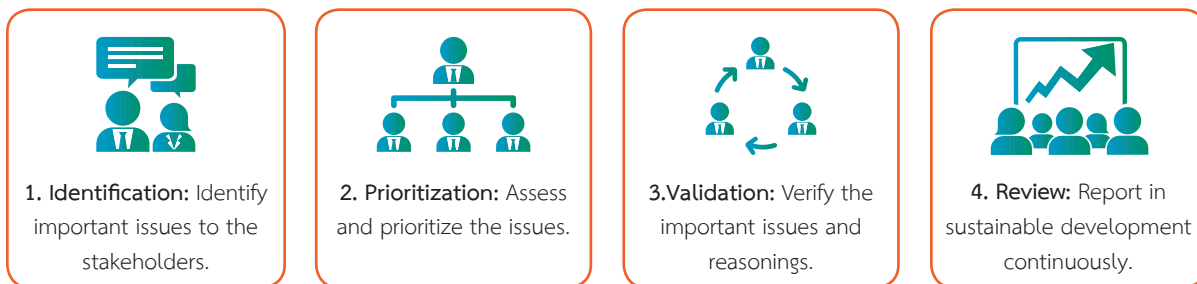 1. Identification: Identify
important issues to the
stakeholders.
2. Prioritization: Assess
and prioritize the issues.
3.Validation: Verify the
important issues and
reasonings.
4. Review: Report in
sustainable development
continuously.